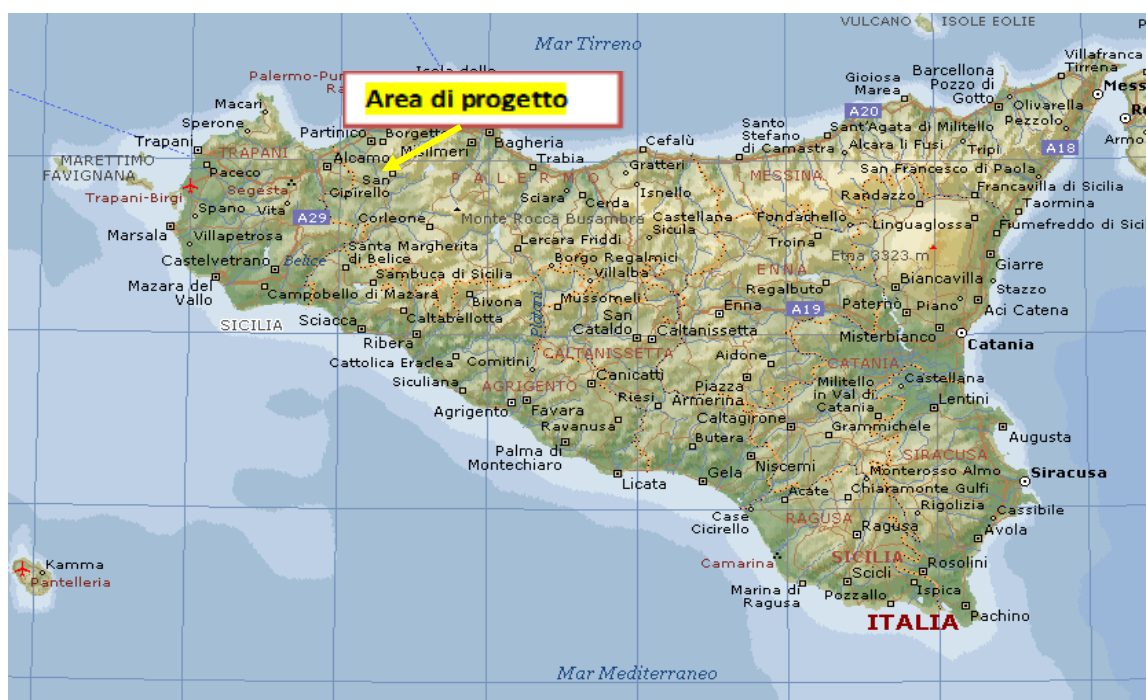 VULCANO
ISOLE EOLIE
Mar Tirreno
Villafranca
Tirrena
Isola delle
Palermo-Pun
Ra
Area di progetto
Gioiosa
Marea
Barcellona
Pozzo di
Gotto
Mess
Macari
Sperone
Trapani
Partinico
Borgetto
Misilmeri
Bagheria
Cefalù
Santo
Stefano
di Camastra
A20
Sant'Agata di Militello
Olivarella
Pezzolo
Re
Armo
A18
MARETTIMO
FAVIGNANA
TRAPANI
Paceco
Alcamo
Trabia
Gratteri
Alcara li Fusi
Tripi
Segesta
San
Cipirello
PALERMO
Sciara
Cerda
Isnello
MESSINA
San Francesco di Paola
Francavilla di Sicilia
Trapani-Birgi
Spano
Vita
A29
Corleone
Monte Rocca Busambra
Castellana
Sicula
Fondachello
Randazzo
Taormina
Marsala
Villapetrosa
Santa Margherita
di Belice
Lercara Friddi
Troina
Linguaglossa
Fiumefreddo di Sici
Castelvetrano
Belice
Borgo Regalmici
Etna 3323 m
Giarre
Mazara del
Vallo
Sambuca di Sicilia
Villalba
ENNA
Regalbuto
Biancavilla
Stazzo
Campobello di Mazara
Bivona
Mussomeli
Enna
A19
Paternò
Piano
Aci Catena
SICILIA
Sciacca
Caltabellotta
Platani
San
Cataldo
Caltanissetta
Misterbianco
Catania
Ribera
Cattolica Eraclea
Comitini
CALTANISSETTA
Aidone
CATANIA
Siculiana
AGRIGENTO
Canicattì
Piazza
Armerina
Militello
in Val di
Catania
Castellana
Agrigento
Favara
Riesi
Lentini
Ravanusa
Caltagirone
Grammichele
Augusta
Palma di
Montechiaro
Butera
SIRACUSA
Licata
Gela
Niscemi
Monterosso Almo
Siracusa
Acate
Chiaramonte Gulfi
Case
Cicirello
RAGUSA
Ragusa
Rigolizia
Cassibile
Avola
Kamma
Pantelleria
Camarina
SICILIA
Scicli
Rosolini
Marina di
Ragusa
Pozzallo
Ispica
Pachino
ITALIA
Mar Mediterraneo